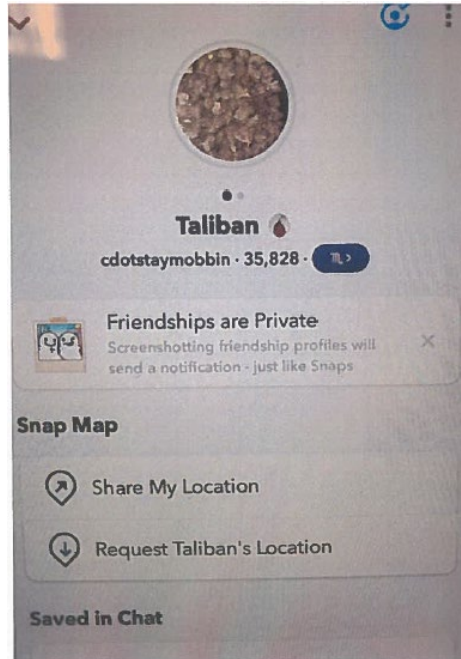 Taliban
cdotstaymobbin · 35,828 · ♏ >
Friendships are Private
Screenshotting friendship profiles will
send a notification - just like Snaps
Snap Map
Share My Location
Request Taliban's Location
Saved in Chat